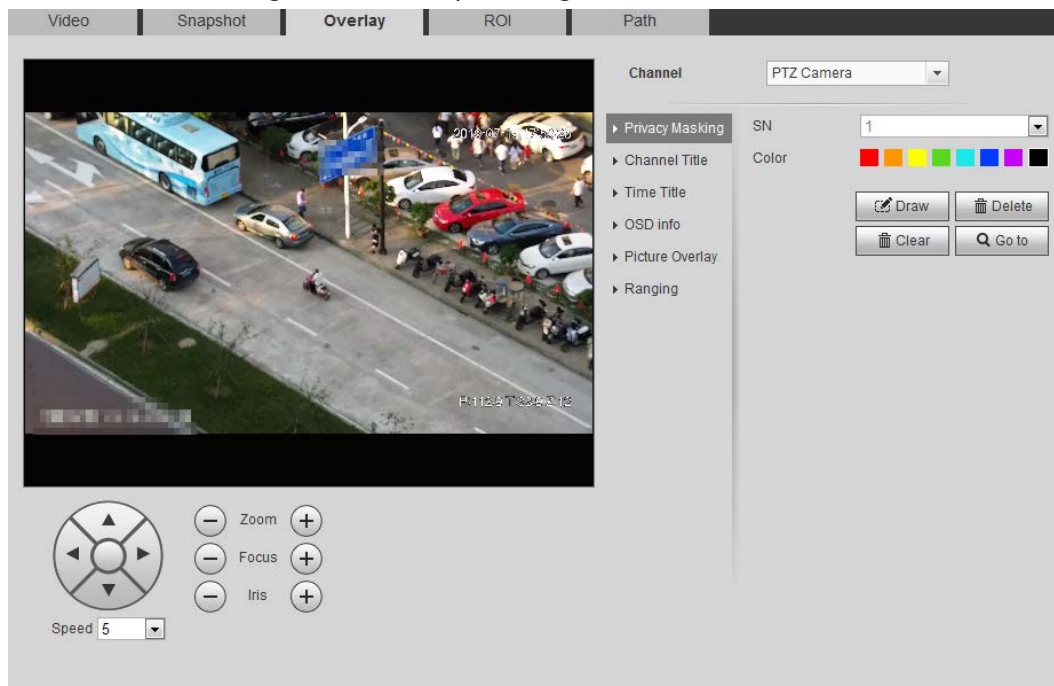 Video Snapshot Overlay ROI Path
Channel PTZ Camera
Privacy Masking
Channel Title
Time Title
OSD info
Picture Overlay
Ranging
SN 1
Color
Draw Delete
Clear Go to
Zoom
Focus
Iris
Speed 5